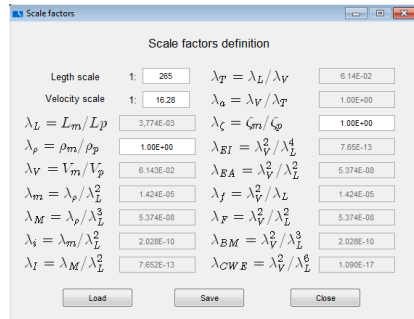 Scale factors
Scale factors definition
Legth scale 1: 265
Velocity scale 1: 16.28
λ_L = L_m/L_p 3,774E-03
λ_ρ = ρ_m/ρ_p 1.00E+00
λ_V = V_m/V_p 6.143E-02
λ_m = λ_ρ/λ_L^2 1.424E-05
λ_M = λ_ρ/λ_L^3 5.374E-08
λ_i = λ_m/λ_L^2 2.028E-10
λ_I = λ_M/λ_L^2 7.652E-13
λ_T = λ_L/λ_V 6.14E-02
λ_a = λ_V/λ_T 1.00E+00
λ_ζ = ζ_m/ζ_p 1.00E+00
λ_EI = λ_V^2/λ_L^4 7.65E-13
λ_EA = λ_V^2/λ_L^2 5.374E-08
λ_f = λ_V^2/λ_L 1.424E-05
λ_F = λ_V^2/λ_L^2 5.374E-08
λ_BM = λ_V^2/λ_L^3 2.028E-10
λ_CWE = λ_V^2/λ_L^6 1.090E-17
Load Save Close